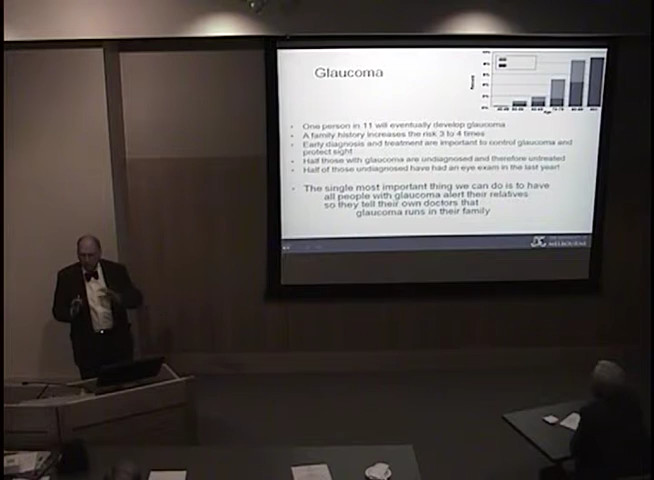 Glaucoma
One person in 11 will eventually develop glaucoma
A family history increases the risk 3 to 4 times
Early diagnosis and treatment are important to control glaucoma and
protect sight
Half those with glaucoma are undiagnosed and therefore untreated
Half of those undiagnosed have had an eye exam in the last year!
The single most important thing we can do is to have
all people with glaucoma alert their relatives
so they tell their own doctors that
glaucoma runs in their family
MELBOURNE